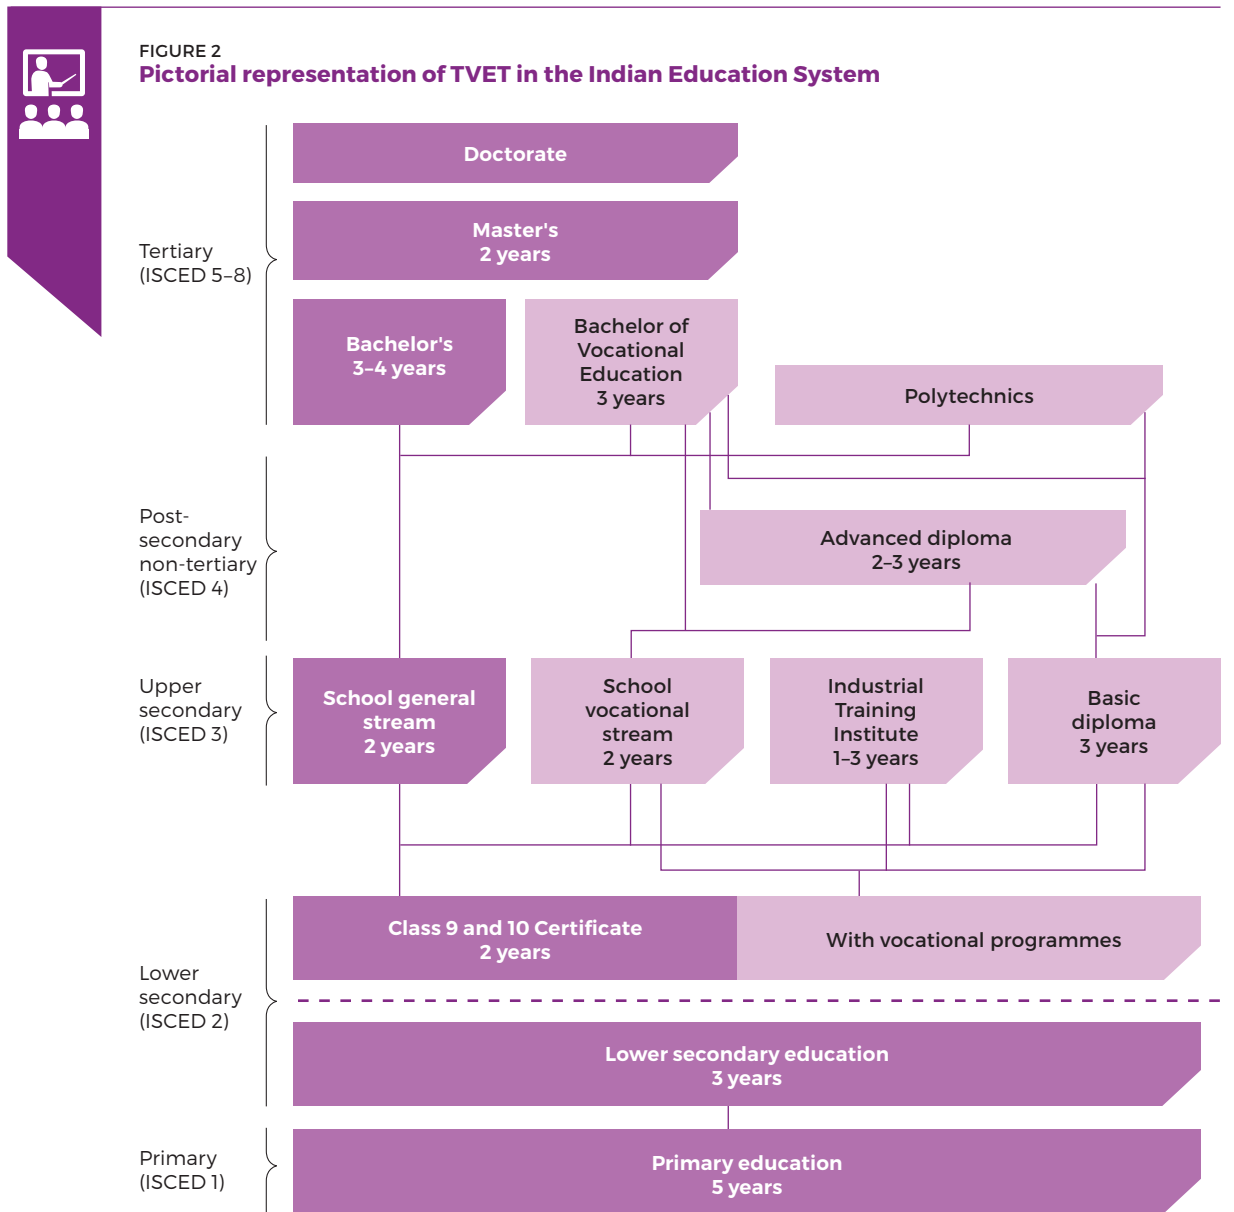 FIGURE 2
Pictorial representation of TVET in the Indian Education System
Tertiary
(ISCED 5–8)
Doctorate
Master's
2 years
Bachelor's
3–4 years
Bachelor of
Vocational
Education
3 years
Polytechnics
Post-
secondary
non-tertiary
(ISCED 4)
Advanced diploma
2–3 years
Upper
secondary
(ISCED 3)
School general
stream
2 years
School
vocational
stream
2 years
Industrial
Training
Institute
1–3 years
Basic
diploma
3 years
Lower
secondary
(ISCED 2)
Class 9 and 10 Certificate
2 years
With vocational programmes
Lower secondary education
3 years
Primary
(ISCED 1)
Primary education
5 years